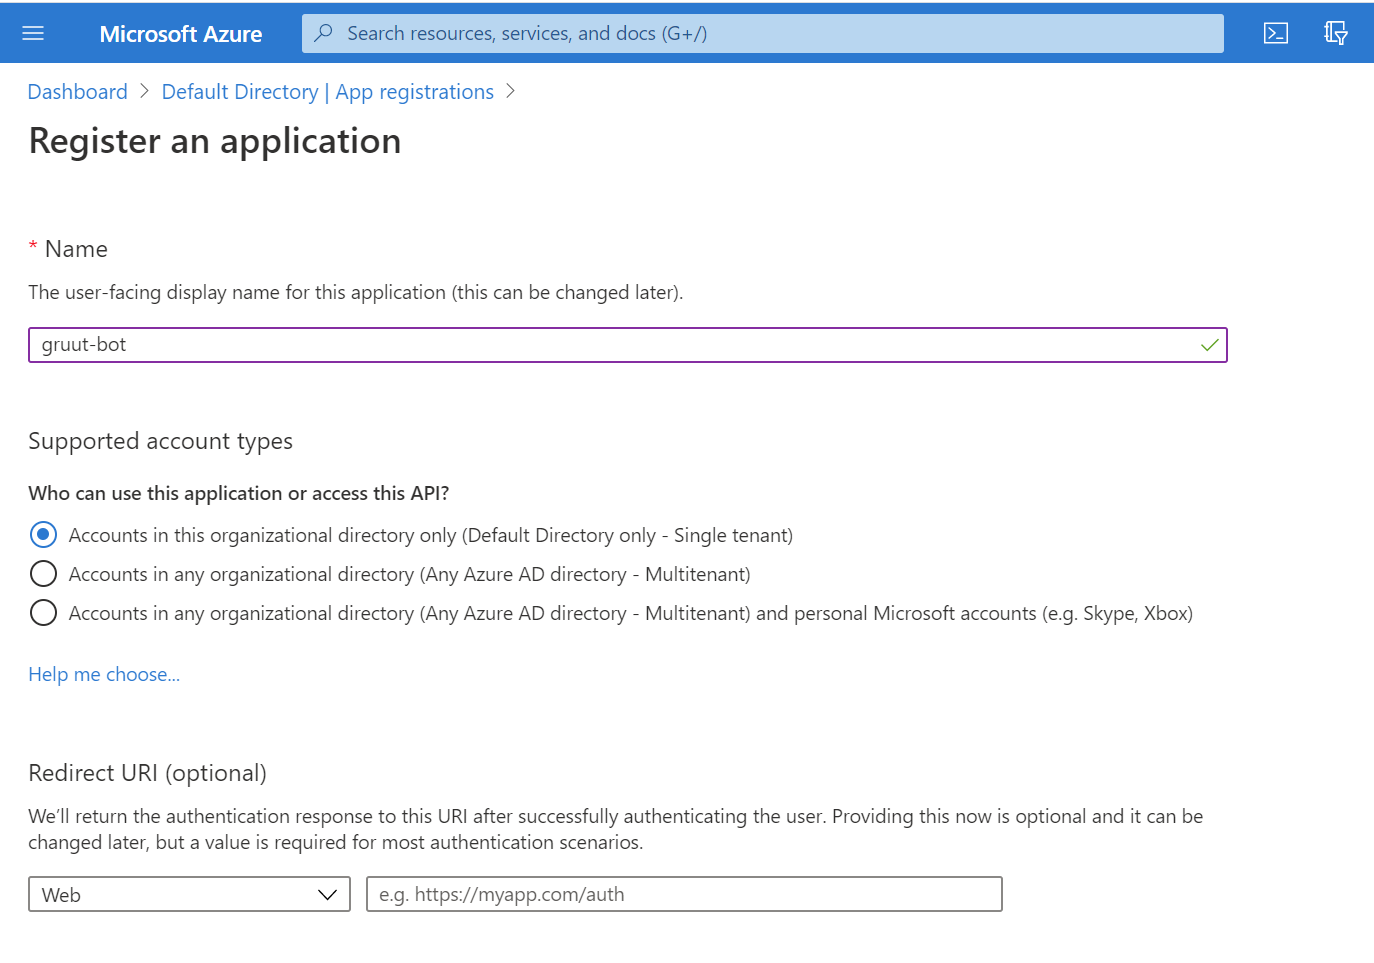 Microsoft Azure
Search resources, services, and docs (G+/)
Dashboard > Default Directory | App registrations >
Register an application
* Name
The user-facing display name for this application (this can be changed later).
gruut-bot
Supported account types
Who can use this application or access this API?
Accounts in this organizational directory only (Default Directory only - Single tenant)
Accounts in any organizational directory (Any Azure AD directory - Multitenant)
Accounts in any organizational directory (Any Azure AD directory - Multitenant) and personal Microsoft accounts (e.g. Skype, Xbox)
Help me choose...
Redirect URI (optional)
We'll return the authentication response to this URI after successfully authenticating the user. Providing this now is optional and it can be
changed later, but a value is required for most authentication scenarios.
Web
e.g. https://myapp.com/auth